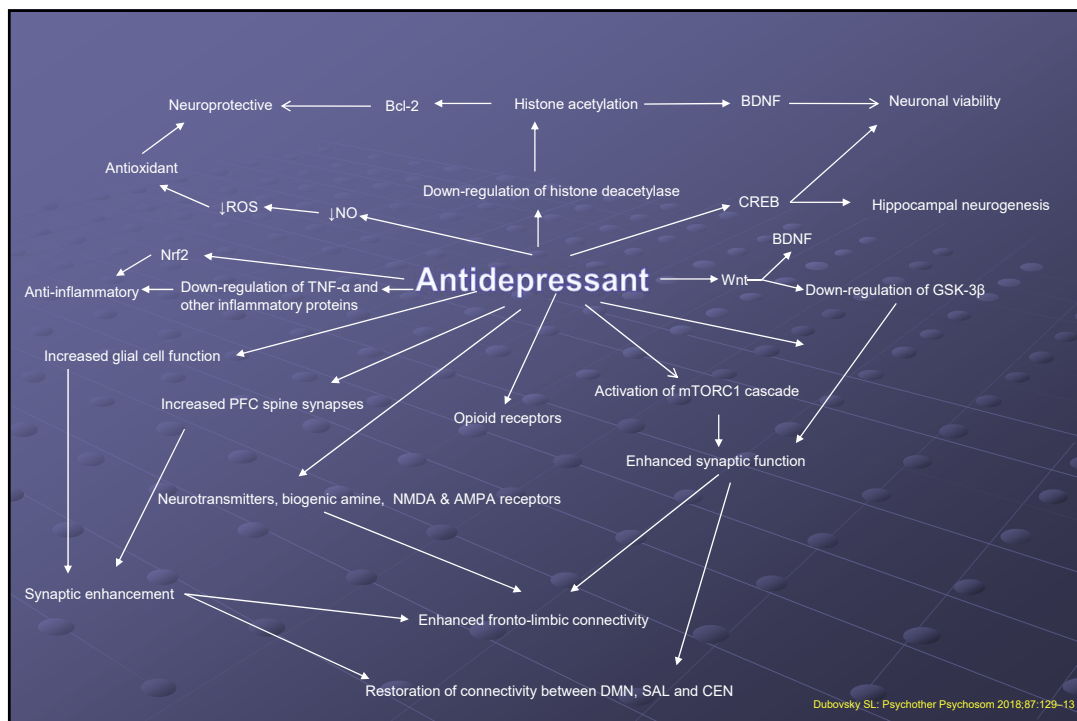 Neuroprotective
Bcl-2
Histone acetylation
BDNF
Neuronal viability
Antioxidant
Down-regulation of histone deacetylase
↓ROS
↓NO
CREB
Hippocampal neurogenesis
BDNF
Nrf2
Antidepressant
Wnt
Anti-inflammatory
Down-regulation of TNF-α and
other inflammatory proteins
Down-regulation of GSK-3β
Increased glial cell function
Activation of mTORC1 cascade
Increased PFC spine synapses
Opioid receptors
Enhanced synaptic function
Neurotransmitters, biogenic amine, NMDA & AMPA receptors
Synaptic enhancement
Enhanced fronto-limbic connectivity
Restoration of connectivity between DMN, SAL and CEN
Dubovsky SL: Psychother Psychosom 2018;87:129–13